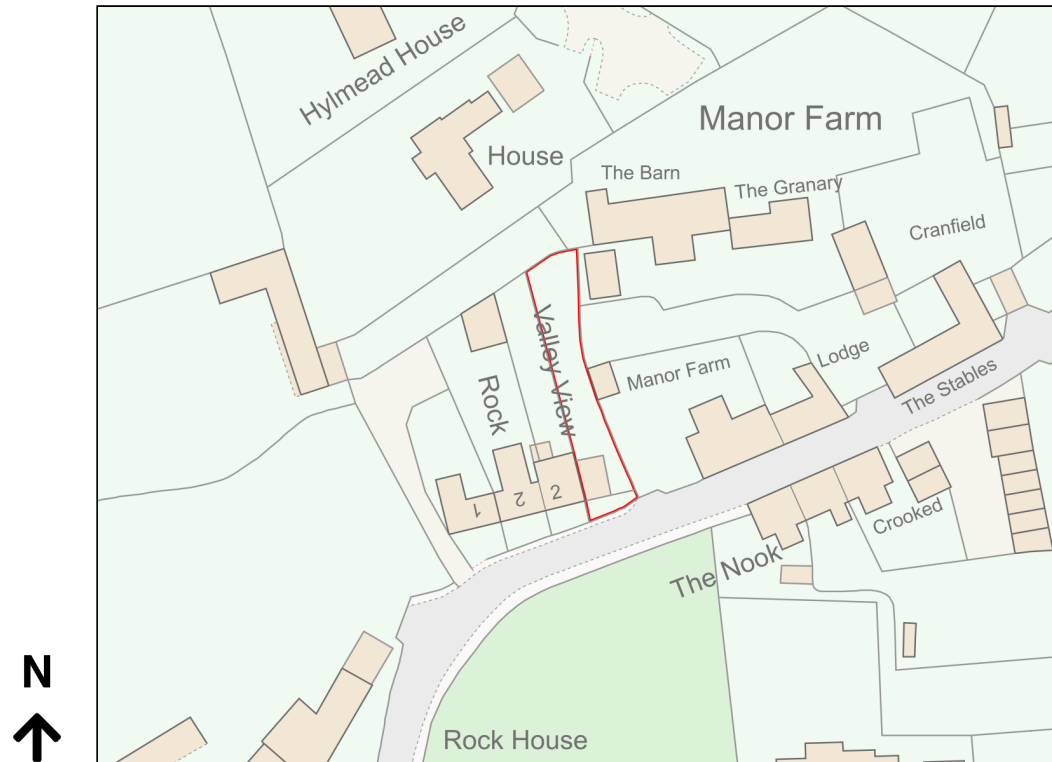 Hylmead House
House
Manor Farm
The Barn
The Granary
Cranfield
Valley View
Rock
Manor Farm
Lodge
The Stables
1
2
2
Crooked
The Nook
N
Rock House